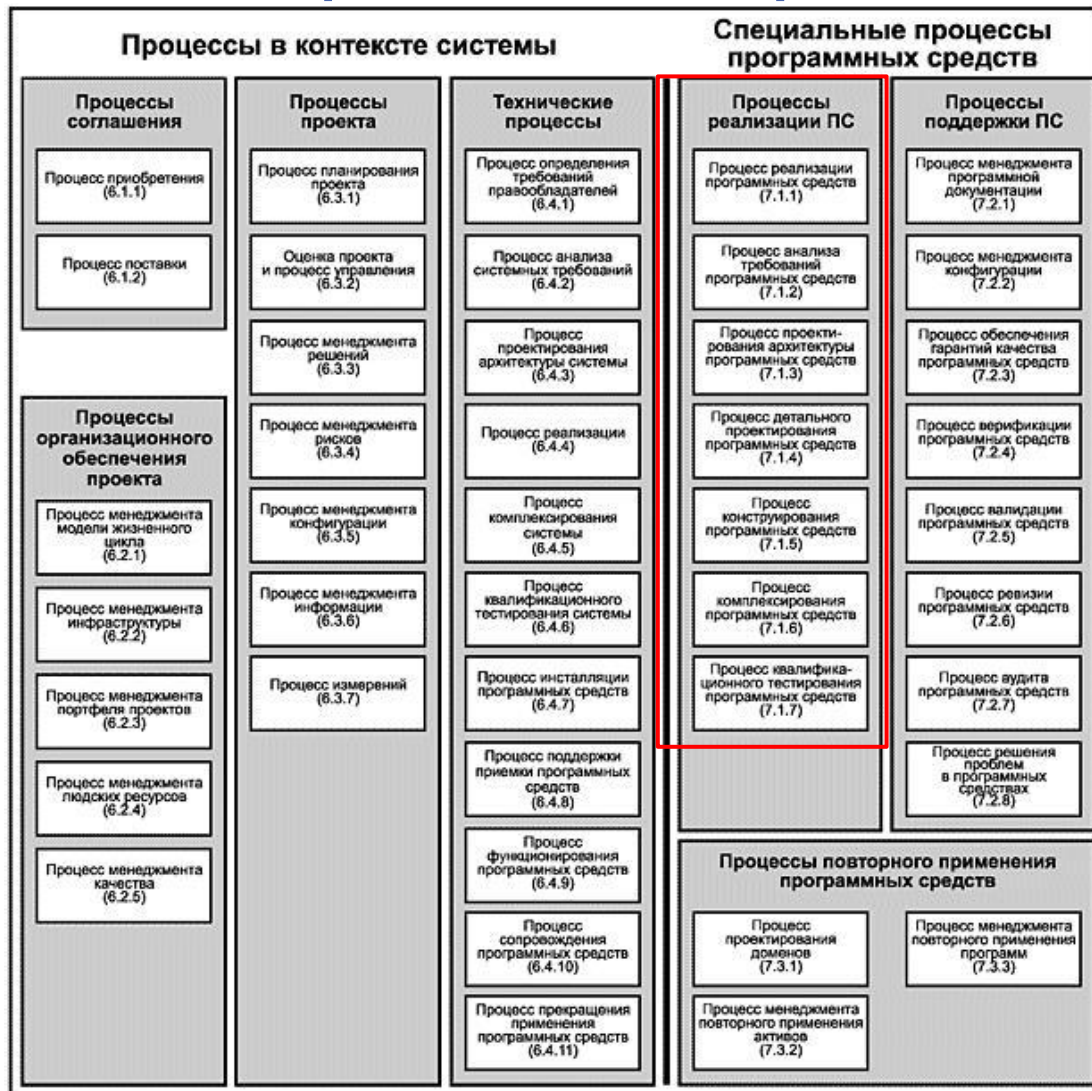 Процессы в контексте системы
Специальные процессы
программных средств
Процессы
соглашения
Процесс приобретения
(6.1.1)
Процесс поставки
(6.1.2)
Процессы
организационного
обеспечения
проекта
Процесс менеджмента
модели жизненного
цикла
(6.2.1)
Процесс менеджмента
инфраструктуры
(6.2.2)
Процесс менеджмента
портфеля проектов
(6.2.3)
Процесс менеджмента
людских ресурсов
(6.2.4)
Процесс менеджмента
качества
(6.2.5)
Процессы
проекта
Процесс планирования
проекта
(6.3.1)
Оценка проекта
и процесс управления
(6.3.2)
Процесс менеджмента
решений
(6.3.3)
Процесс менеджмента
рисков
(6.3.4)
Процесс менеджмента
конфигурации
(6.3.5)
Процесс менеджмента
информации
(6.3.6)
Процесс измерений
(6.3.7)
Технические
процессы
Процесс определения
требований
правообладателей
(6.4.1)
Процесс анализа
системных требований
(6.4.2)
Процесс
проектирования
архитектуры системы
(6.4.3)
Процесс реализации
(6.4.4)
Процесс
комплексирования
системы
(6.4.5)
Процесс
квалификационного
тестирования системы
(6.4.6)
Процесс инсталляции
программных средств
(6.4.7)
Процесс поддержки
приемки программных
средств
(6.4.8)
Процесс
функционирования
программных средств
(6.4.9)
Процесс
сопровождения
программных средств
(6.4.10)
Процесс прекращения
применения
программных средств
(6.4.11)
Процессы
реализации ПС
Процесс реализации
программных средств
(7.1.1)
Процесс анализа
требований
программных средств
(7.1.2)
Процесс проекти-
рования архитектуры
программных средств
(7.1.3)
Процесс детального
проектирования
программных средств
(7.1.4)
Процесс
конструирования
программных средств
(7.1.5)
Процесс
комплексирования
программных средств
(7.1.6)
Процесс квалифика-
ционного тестирования
программных средств
(7.1.7)
Процессы
поддержки ПС
Процесс менеджмента
программной
документации
(7.2.1)
Процесс менеджмента
конфигурации
(7.2.2)
Процесс обеспечения
гарантий качества
программных средств
(7.2.3)
Процесс верификации
программных средств
(7.2.4)
Процесс валидации
программных средств
(7.2.5)
Процесс ревизии
программных средств
(7.2.6)
Процесс аудита
программных средств
(7.2.7)
Процесс решения
проблем
в программных
средствах
(7.2.8)
Процессы повторного применения
программных средств
Процесс
проектирования
доменов
(7.3.1)
Процесс менеджмента
повторного применения
программ
(7.3.3)
Процесс менеджмента
повторного применения
активов
(7.3.2)